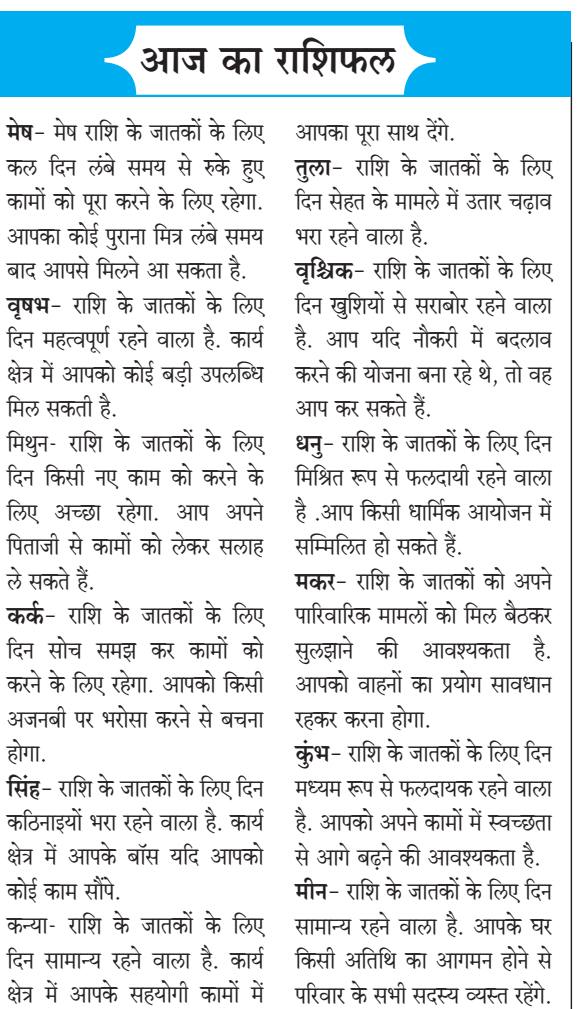 आज का राशिफल
मेष- मेष राशि के जातकों के लिए
कल दिन लंबे समय से रुके हुए
कामों को पूरा करने के लिए रहेगा.
आपका कोई पुराना मित्र लंबे समय
बाद आपसे मिलने आ सकता है.
वृषभ- राशि के जातकों के लिए
दिन महत्वपूर्ण रहने वाला है. कार्य
क्षेत्र में आपको कोई बड़ी उपलब्धि
मिल सकती है.
मिथुन- राशि के जातकों के लिए
दिन किसी नए काम को करने के
लिए अच्छा रहेगा. आप अपने
पिताजी से कामों को लेकर सलाह
ले सकते हैं.
कर्क- राशि के जातकों के लिए
दिन सोच समझ कर कामों को
करने के लिए रहेगा. आपको किसी
अजनबी पर भरोसा करने से बचना
होगा.
सिंह- राशि के जातकों के लिए दिन
कठिनाइयों भरा रहने वाला है. कार्य
क्षेत्र में आपके बॉस यदि आपको
कोई काम सौंपे.
कन्या- राशि के जातकों के लिए
दिन सामान्य रहने वाला है. कार्य
क्षेत्र में आपके सहयोगी कामों में
आपका पूरा साथ देंगे.
तुला- राशि के जातकों के लिए
दिन सेहत के मामले में उतार चढ़ाव
भरा रहने वाला है.
वृश्चिक- राशि के जातकों के लिए
दिन खुशियों से सराबोर रहने वाला
है. आप यदि नौकरी में बदलाव
करने की योजना बना रहे थे, तो वह
आप कर सकते हैं.
धनु- राशि के जातकों के लिए दिन
मिश्रित रूप से फलदायी रहने वाला
है .आप किसी धार्मिक आयोजन में
सम्मिलित हो सकते हैं.
मकर- राशि के जातकों को अपने
पारिवारिक मामलों को मिल बैठकर
सुलझाने की आवश्यकता है.
आपको वाहनों का प्रयोग सावधान
रहकर करना होगा.
कुंभ- राशि के जातकों के लिए दिन
मध्यम रूप से फलदायक रहने वाला
है. आपको अपने कामों में स्वच्छता
से आगे बढ़ने की आवश्यकता है.
मीन- राशि के जातकों के लिए दिन
सामान्य रहने वाला है. आपके घर
किसी अतिथि का आगमन होने से
परिवार के सभी सदस्य व्यस्त रहेंगे.